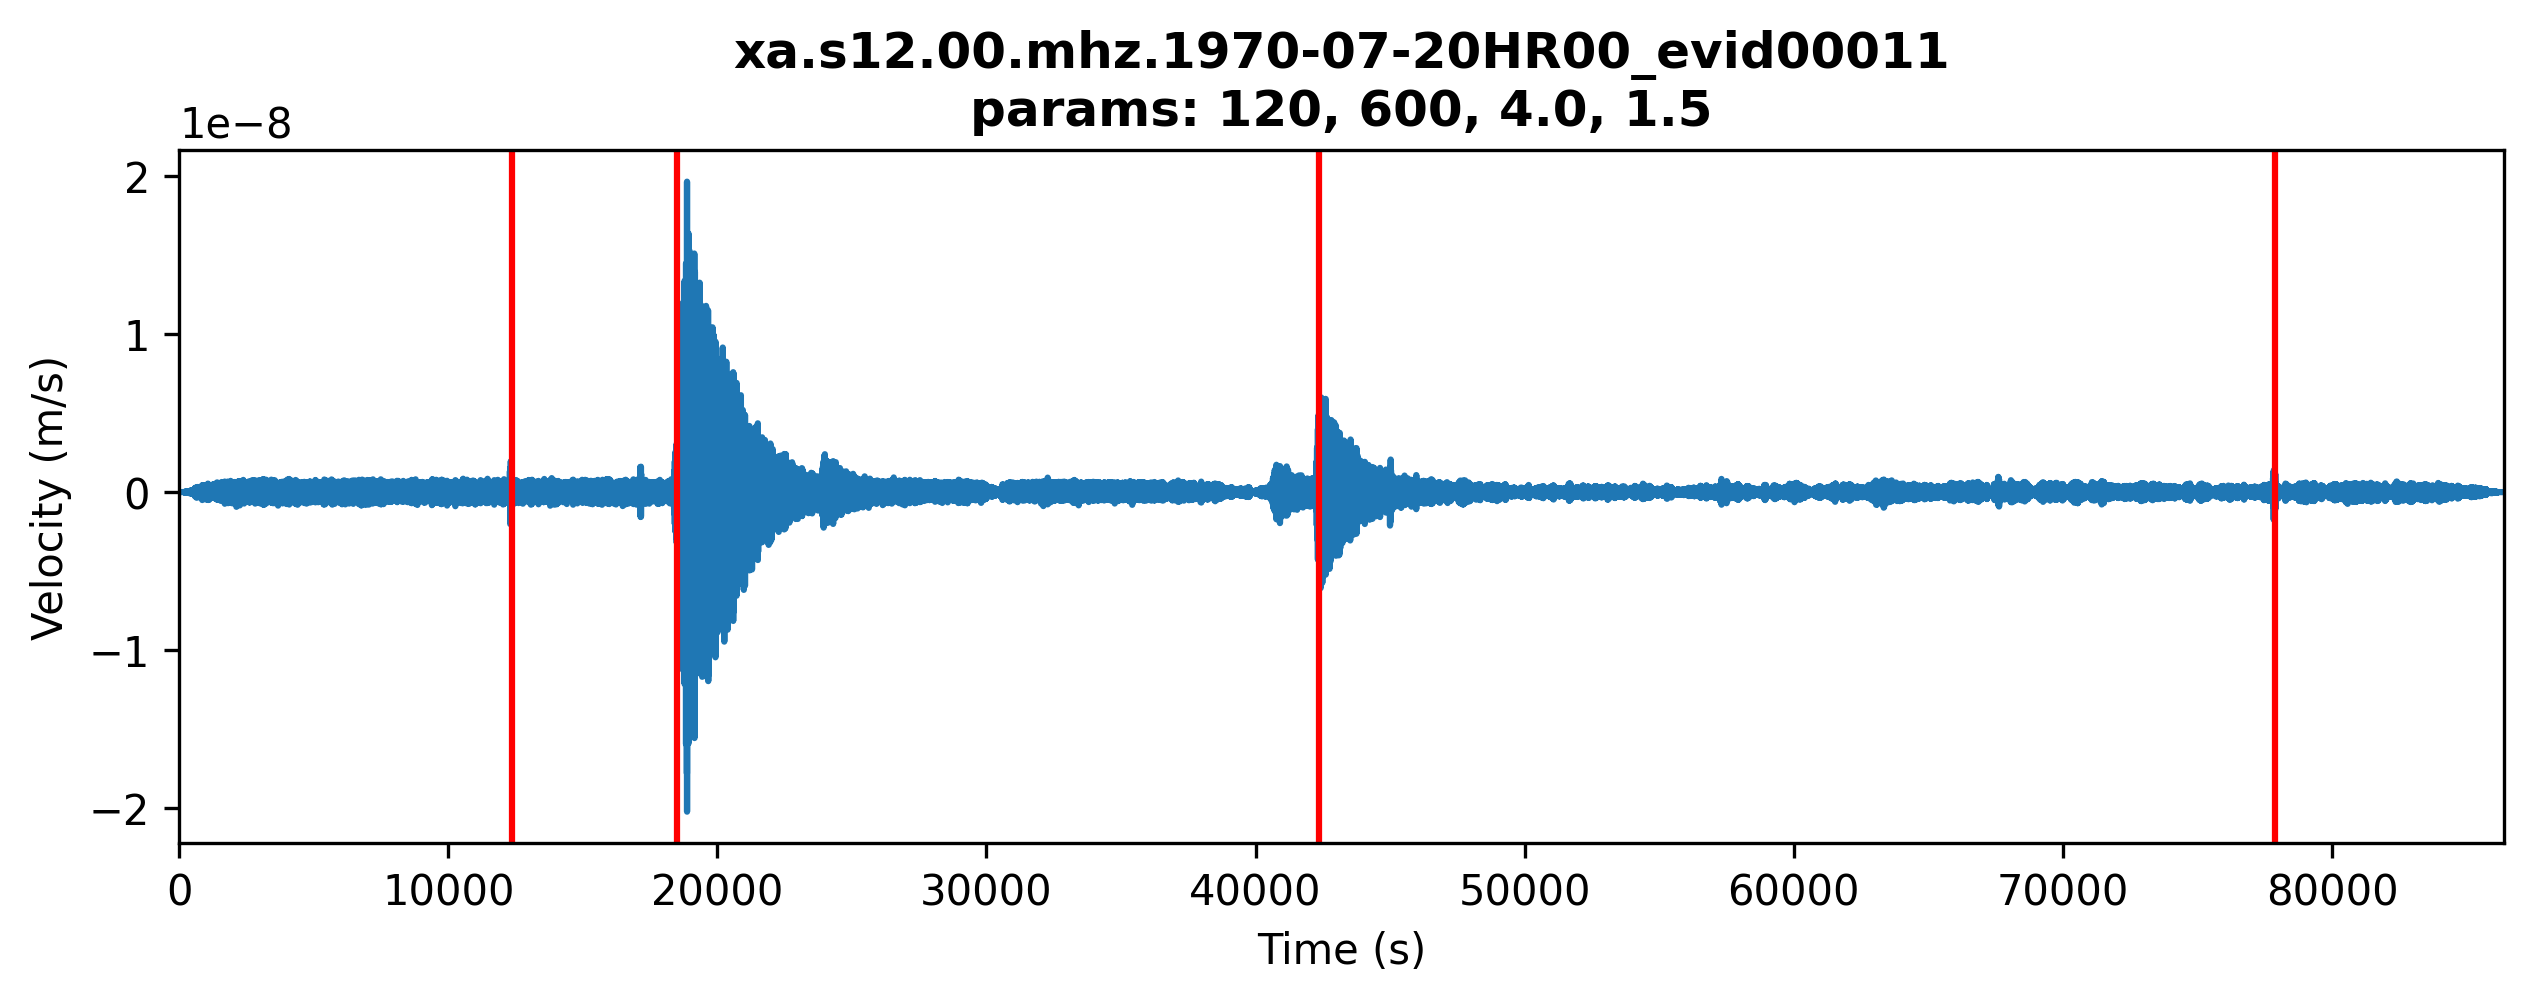 xa.s12.00.mhz.1970-07-20HR00_evid00011
params: 120, 600, 4.0, 1.5
1e−8
2
1
0
−1
−2
Velocity (m/s)
0 10000 20000 30000 40000 50000 60000 70000 80000
Time (s)